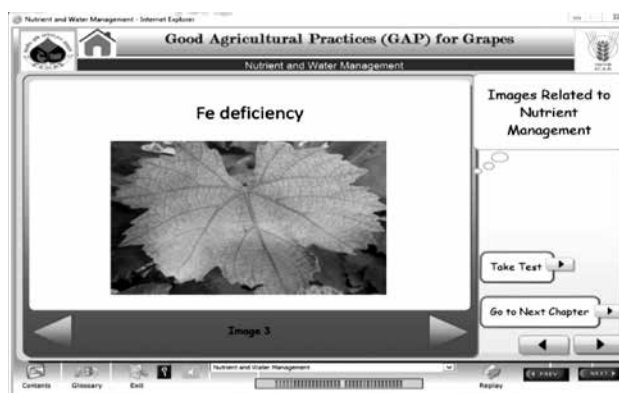 Nutrient and Water Management - Internet Explorer
Good Agricultural Practices (GAP) for Grapes
Nutrient and Water Management
Images Related to
Nutrient
Management
Fe deficiency
Take Test
Go to Next Chapter
Image 3
Nutrient and Water Management
Contents
Glossary
Exit
Replay
PREV
NEXT